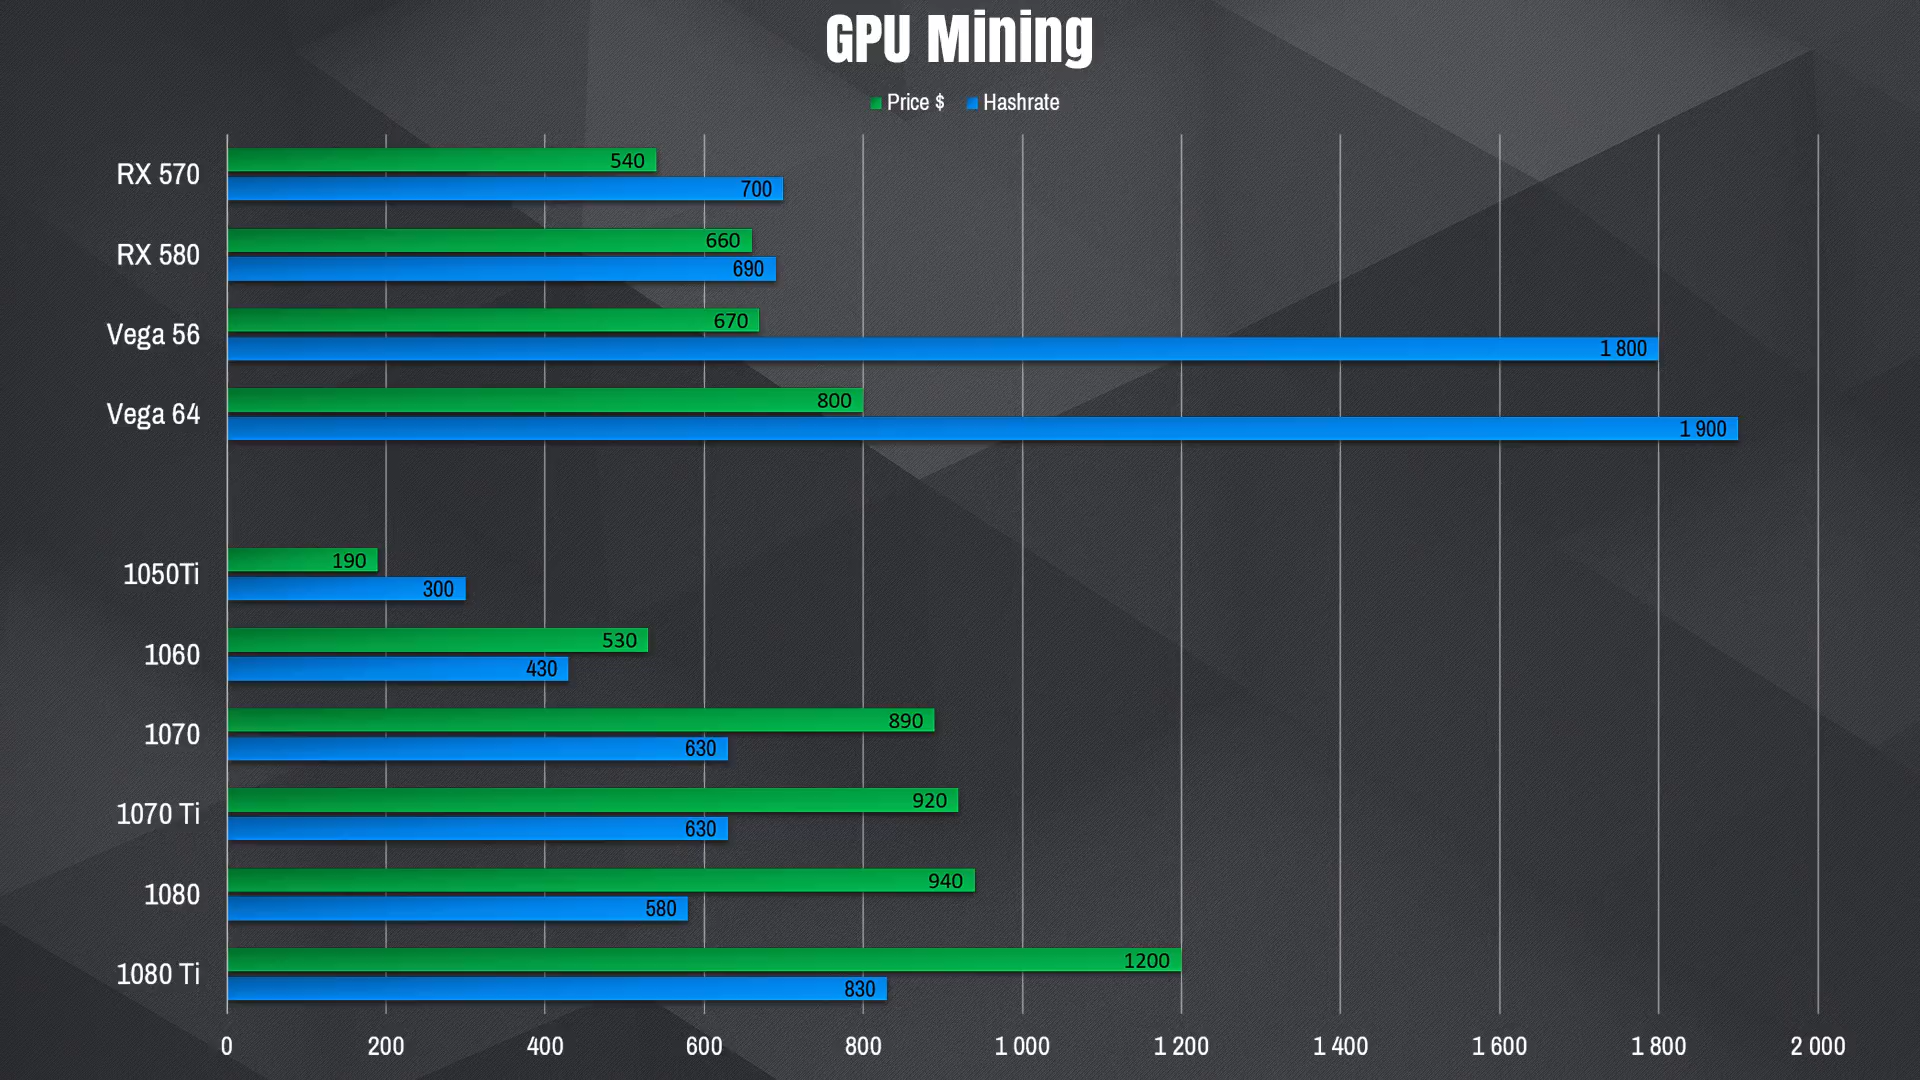 GPU Mining
Price $ Hashrate
RX 570 540
700
RX 580 660
690
Vega 56 670
1 800
Vega 64 800
1 900
1050Ti 190
300
1060 530
430
1070 890
630
1070 Ti 920
630
1080 940
580
1080 Ti 1200
830
0 200 400 600 800 1 000 1 200 1 400 1 600 1 800 2 000